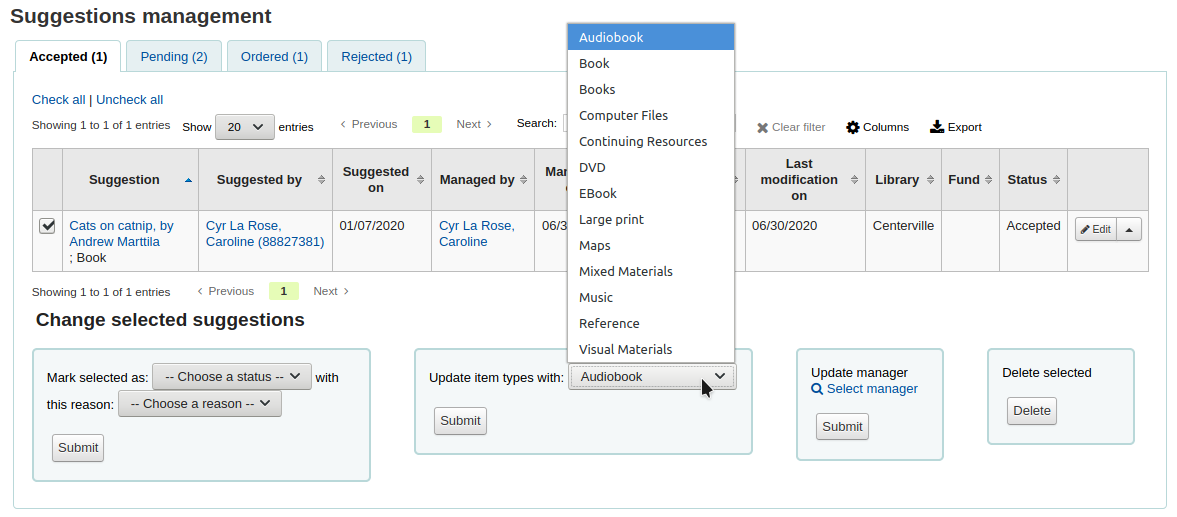 Suggestions management
Accepted (1) Pending (2) Ordered (1) Rejected (1)
Check all | Uncheck all
Showing 1 to 1 of 1 entries Show 20 entries Previous 1 Next Search: Clear filter Columns Export
Suggestion Suggested by Suggested on Managed by Last modification on Library Fund Status
Cats on catnip, by Andrew Marttila ; Book Cyr La Rose, Caroline (88827381) 01/07/2020 Cyr La Rose, Caroline 06/30/2020 Centerville Accepted Edit
Showing 1 to 1 of 1 entries Previous 1 Next
Audiobook
Book
Books
Computer Files
Continuing Resources
DVD
EBook
Large print
Maps
Mixed Materials
Music
Reference
Visual Materials
Change selected suggestions
Mark selected as: -- Choose a status -- with
this reason: -- Choose a reason --
Submit
Update item types with: Audiobook
Submit
Update manager
Select manager
Submit
Delete selected
Delete